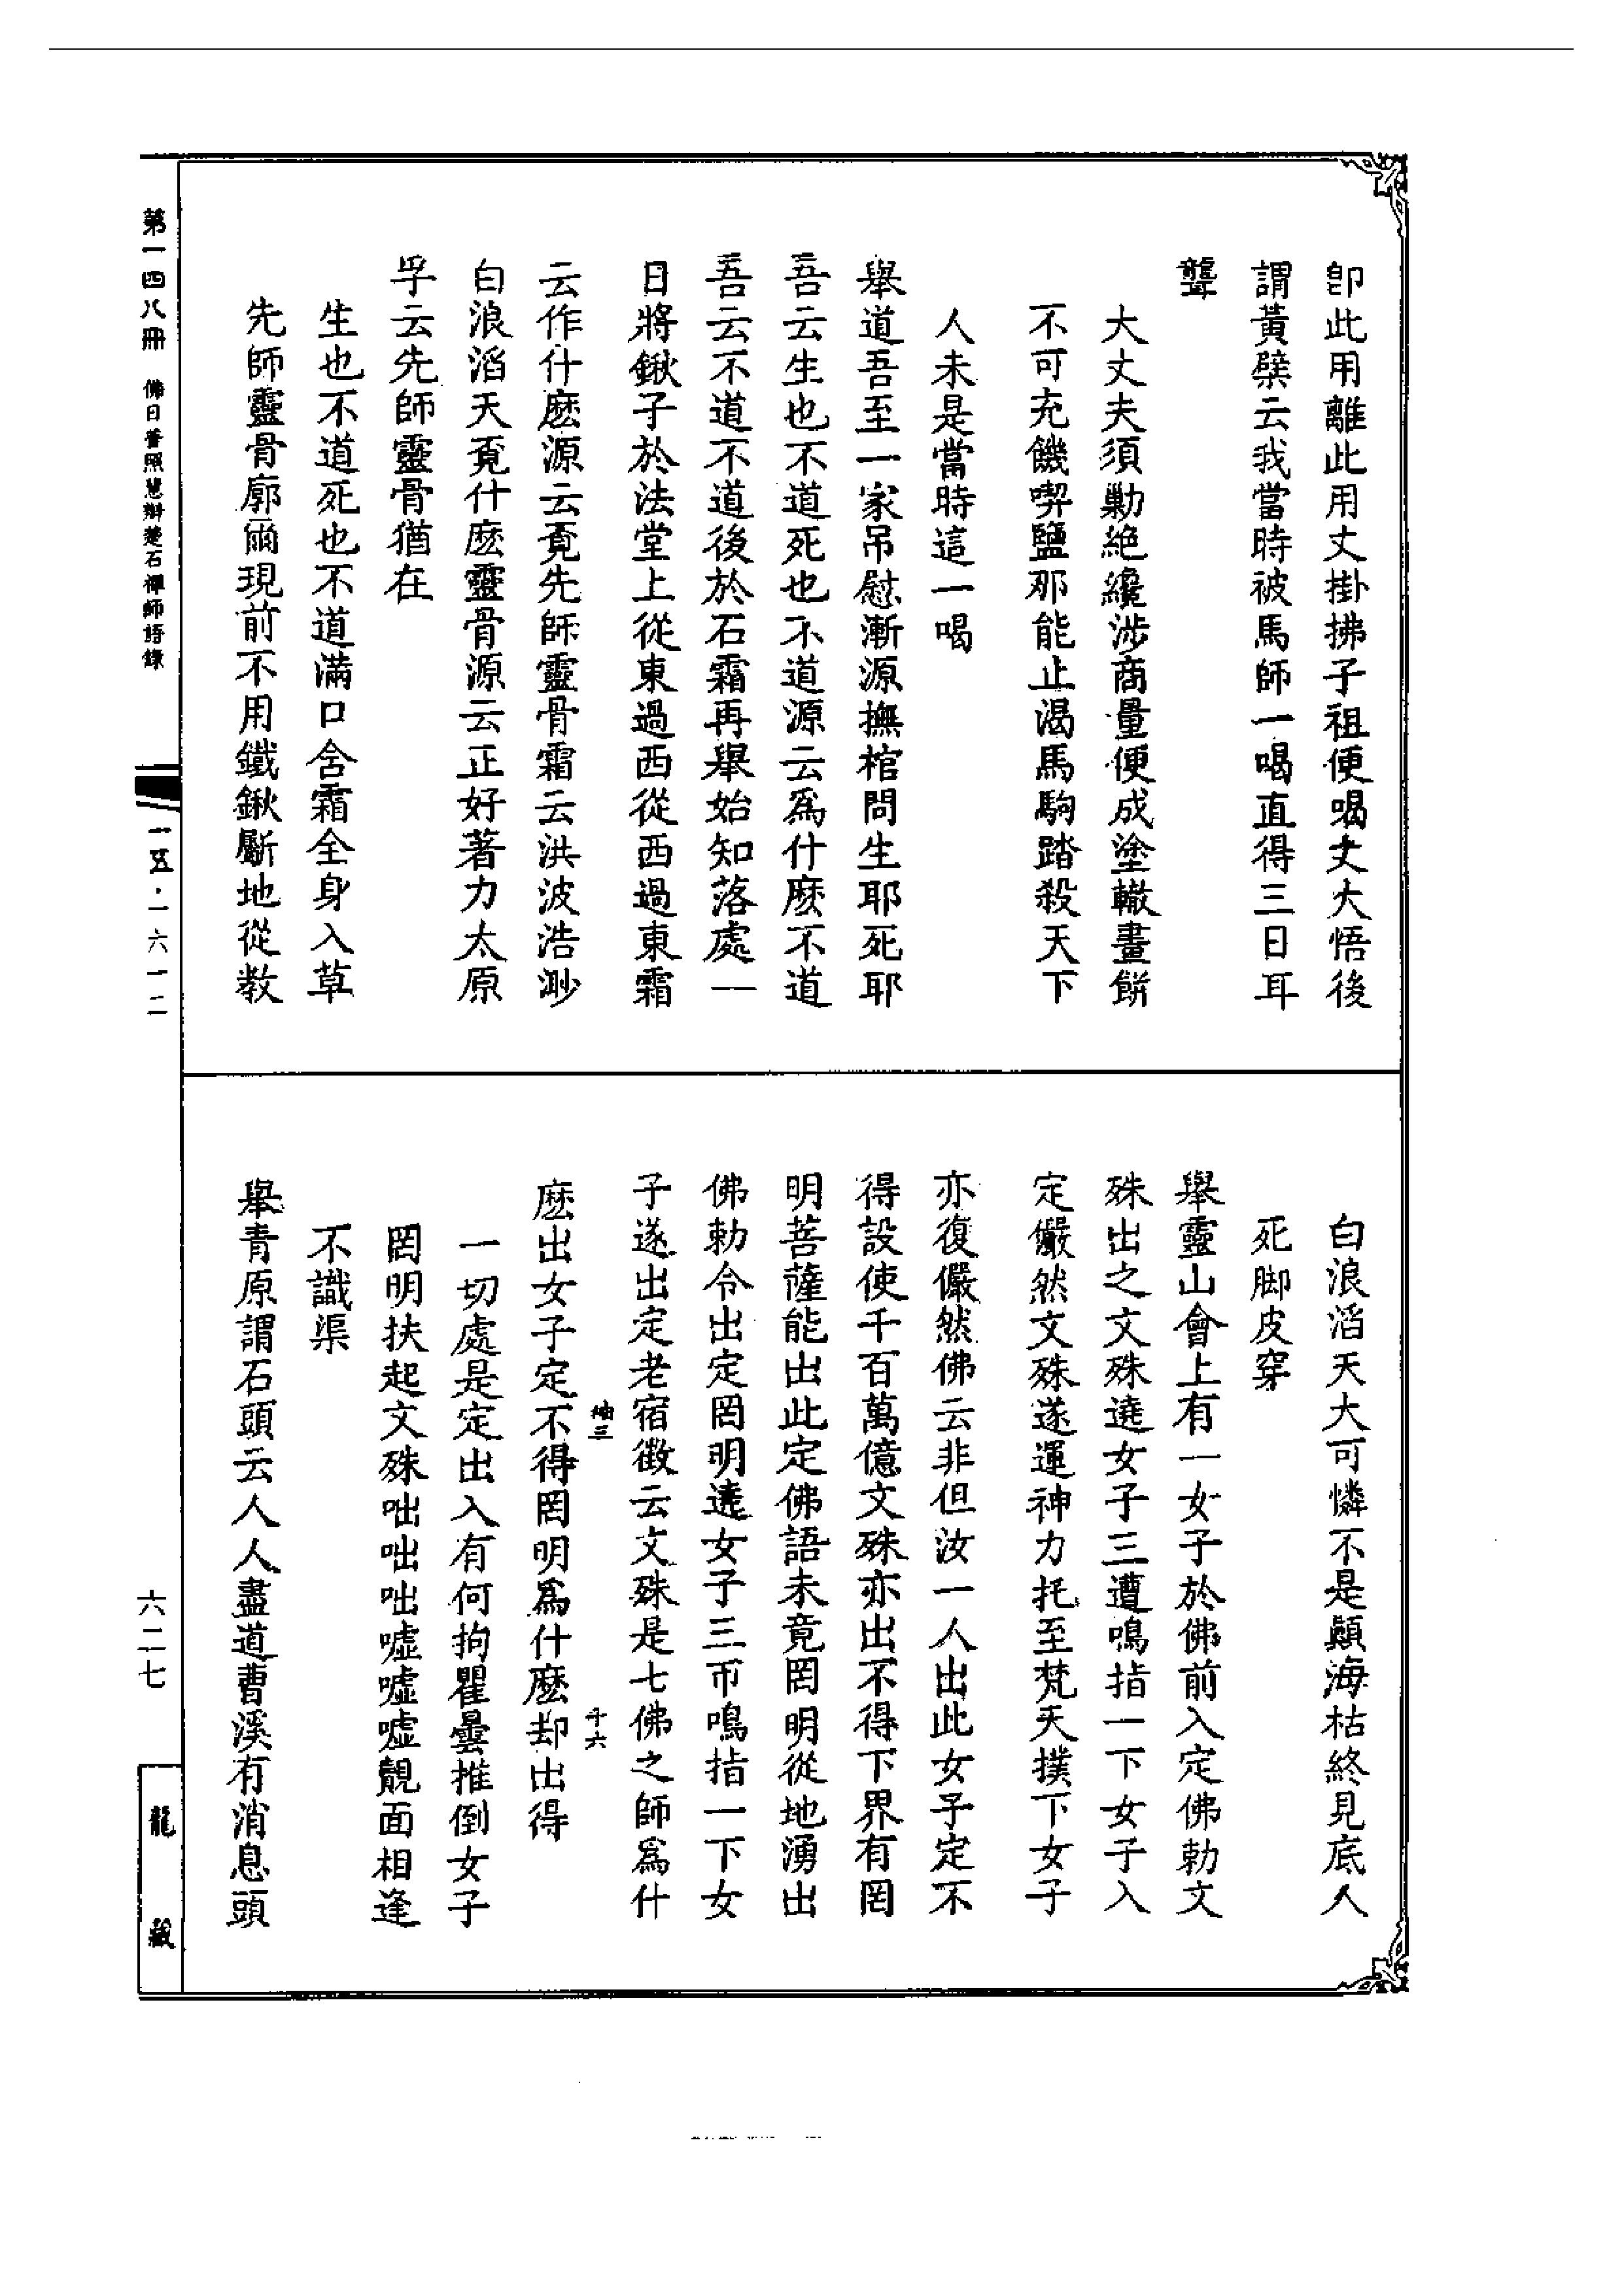 卽此用離此用丈掛拂子祖便喝丈大悟後
謂黃檗云我當時被馬師一喝直得三日耳
聾
大丈夫須勦絶纔涉商量便成塗轍畫餅
不可充饑喫鹽那能止渴馬駒踏殺天下
人未是當時這一喝
舉道吾至一家吊慰漸源撫棺問生耶死耶
吾云生也不道死也不道源云爲什麽不道
吾云不道不道後於石霜再舉始知落處一
日將鍬子於法堂上從東過西從西過東霜
云作什麽源云覔先師靈骨霜云洪波浩渺
白浪滔天覔什麽靈骨源云正好著力太原
孚云先師靈骨猶在
生也不道死也不道滿口含霜全身入草
先師靈骨廓爾現前不用鐵鍬斸地從教
白浪滔天大可憐不是顚海枯終見底人
死脚皮穿
舉靈山會上有一女子於佛前入定佛勅文
殊出之文殊遶女子三遭鳴指一下女子入
定儼然文殊遂運神力托至梵天撲下女子
亦復儼然佛云非但汝一人出此女子定不
得設使千百萬億文殊亦出不得下界有罔
明菩薩能出此定佛語未竟罔明從地湧出
佛勅令出定罔明遶女子三帀鳴指一下女
子遂出定老宿徵云文殊是七佛之師爲什
麽出女子定不得罔明爲什麽却出得
一切處是定出入有何拘瞿曇推倒女子
罔明扶起文殊咄咄咄噓噓噓覿面相逢
不識渠
舉青原謂石頭云人人盡道曹溪有消息頭
第一四八冊 佛日普照慧辯楚石禪師語錄
一五·一六一二
六二七
龍藏